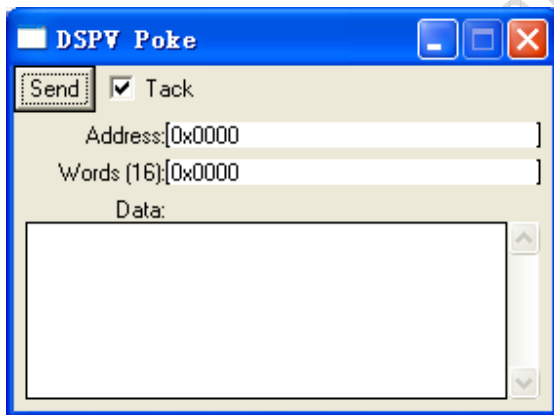 DSPV Poke
Send Tack
Address:[0x0000 ]
Words (16):[0x0000 ]
Data: